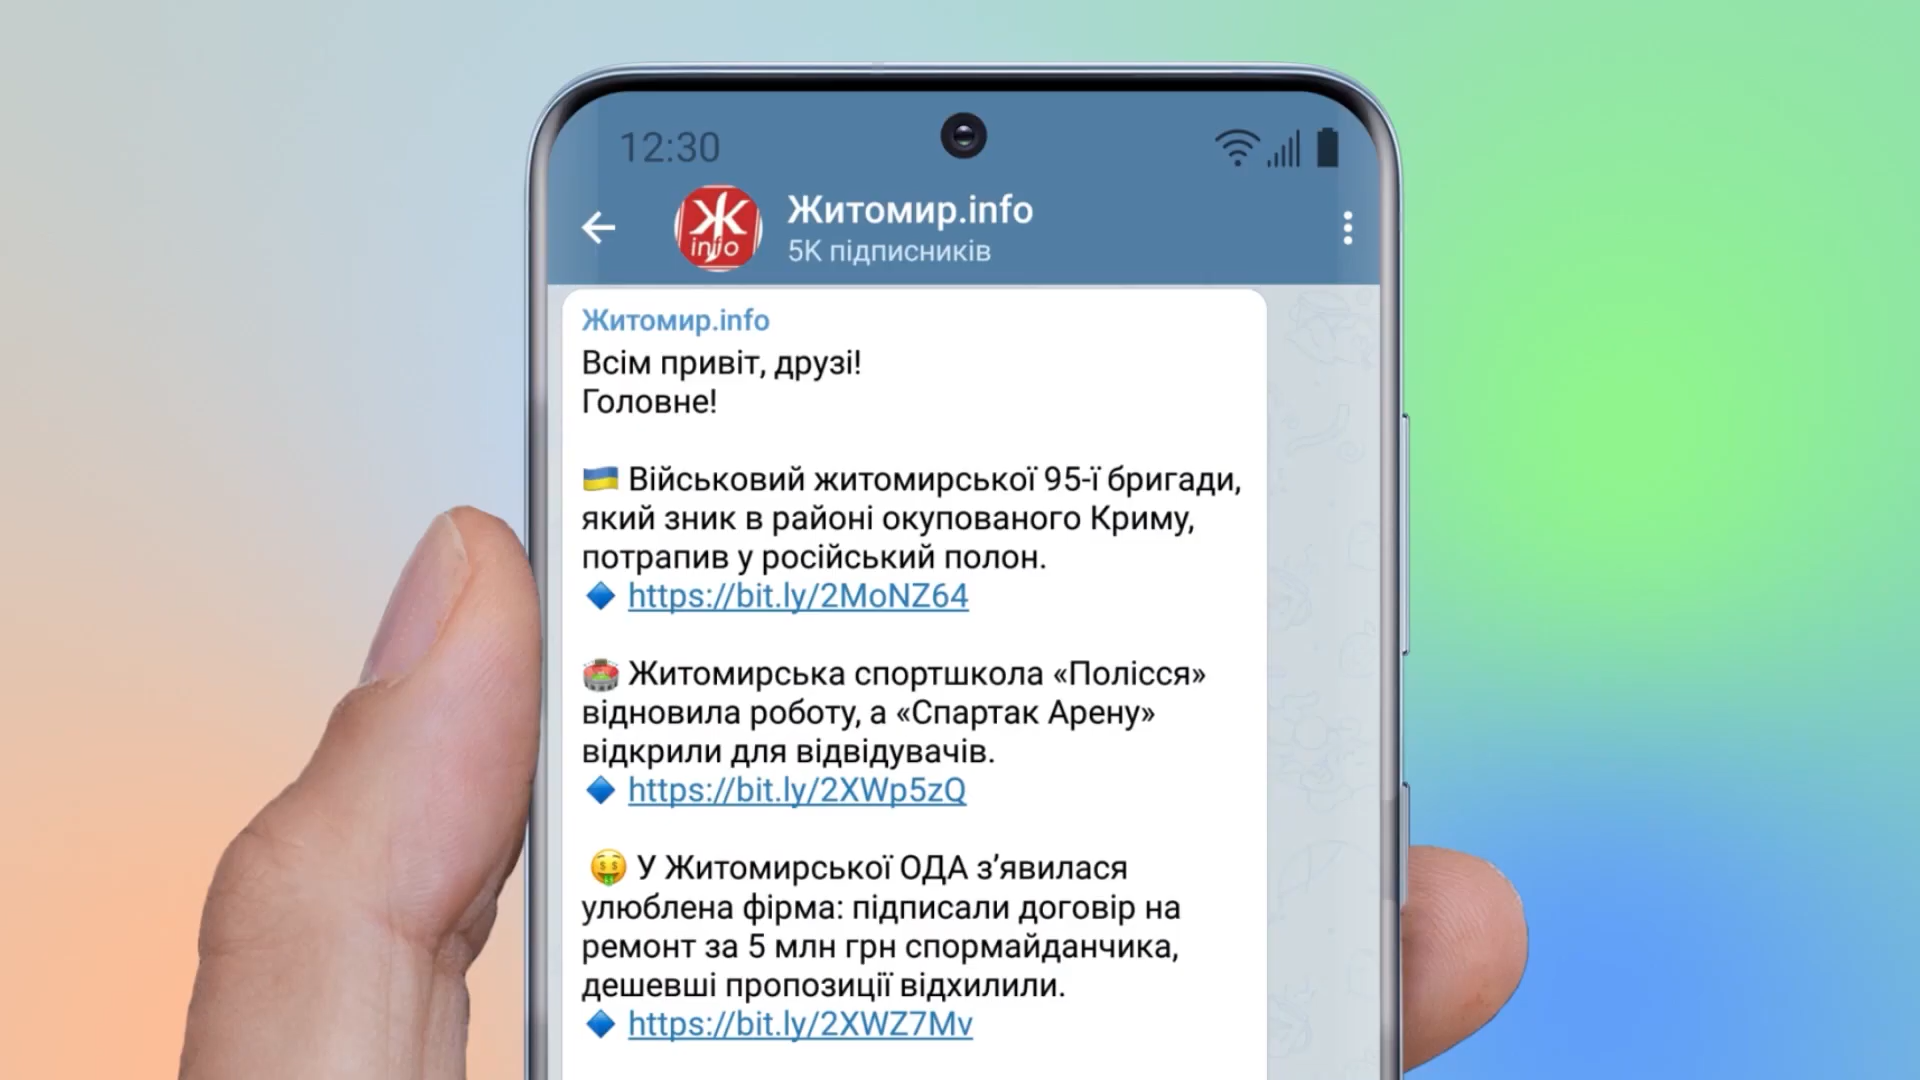 12:30
Ж
info
Житомир.info
5K підписників
Житомир.info
Всім привіт, друзі!
Головне!
Військовий житомирської 95-ї бригади,
який зник в районі окупованого Криму,
потрапив у російський полон.
https://bit.ly/2MoNZ64
Житомирська спортшкола «Полісся»
відновила роботу, а «Спартак Арену»
відкрили для відвідувачів.
https://bit.ly/2XWp5zQ
У Житомирської ОДА з’явилася
улюблена фірма: підписали договір на
ремонт за 5 млн грн спормайданчика,
дешевші пропозиції відхилили.
https://bit.ly/2XWZ7Mv